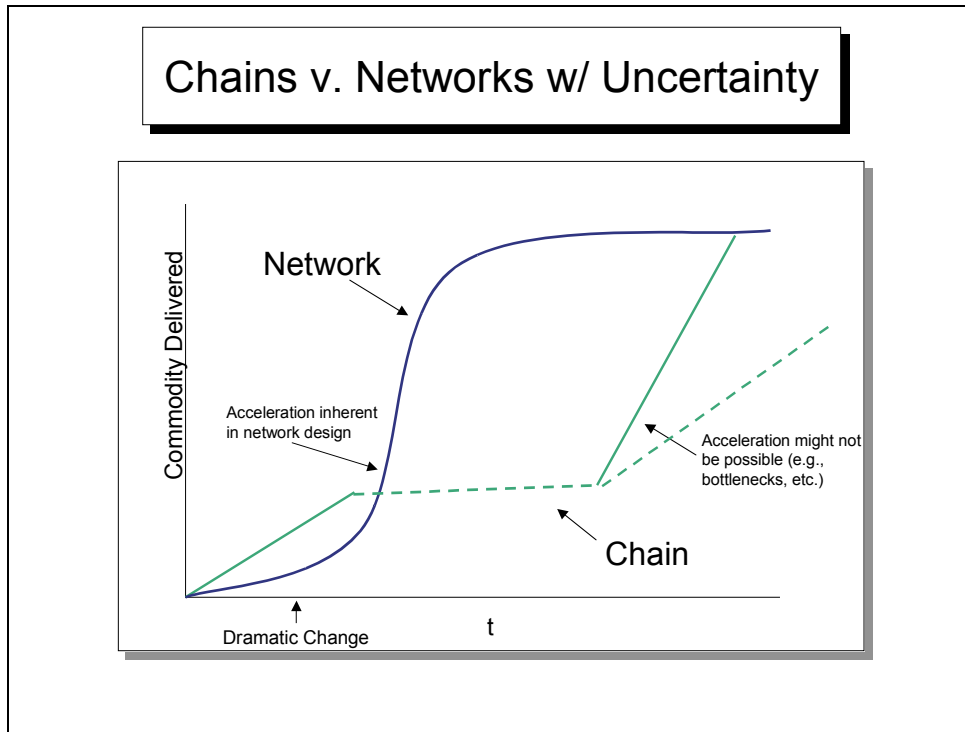 Chains v. Networks w/ Uncertainty
Commodity Delivered
Network
Acceleration inherent
in network design
Acceleration might not
be possible (e.g.,
bottlenecks, etc.)
Chain
Dramatic Change
t